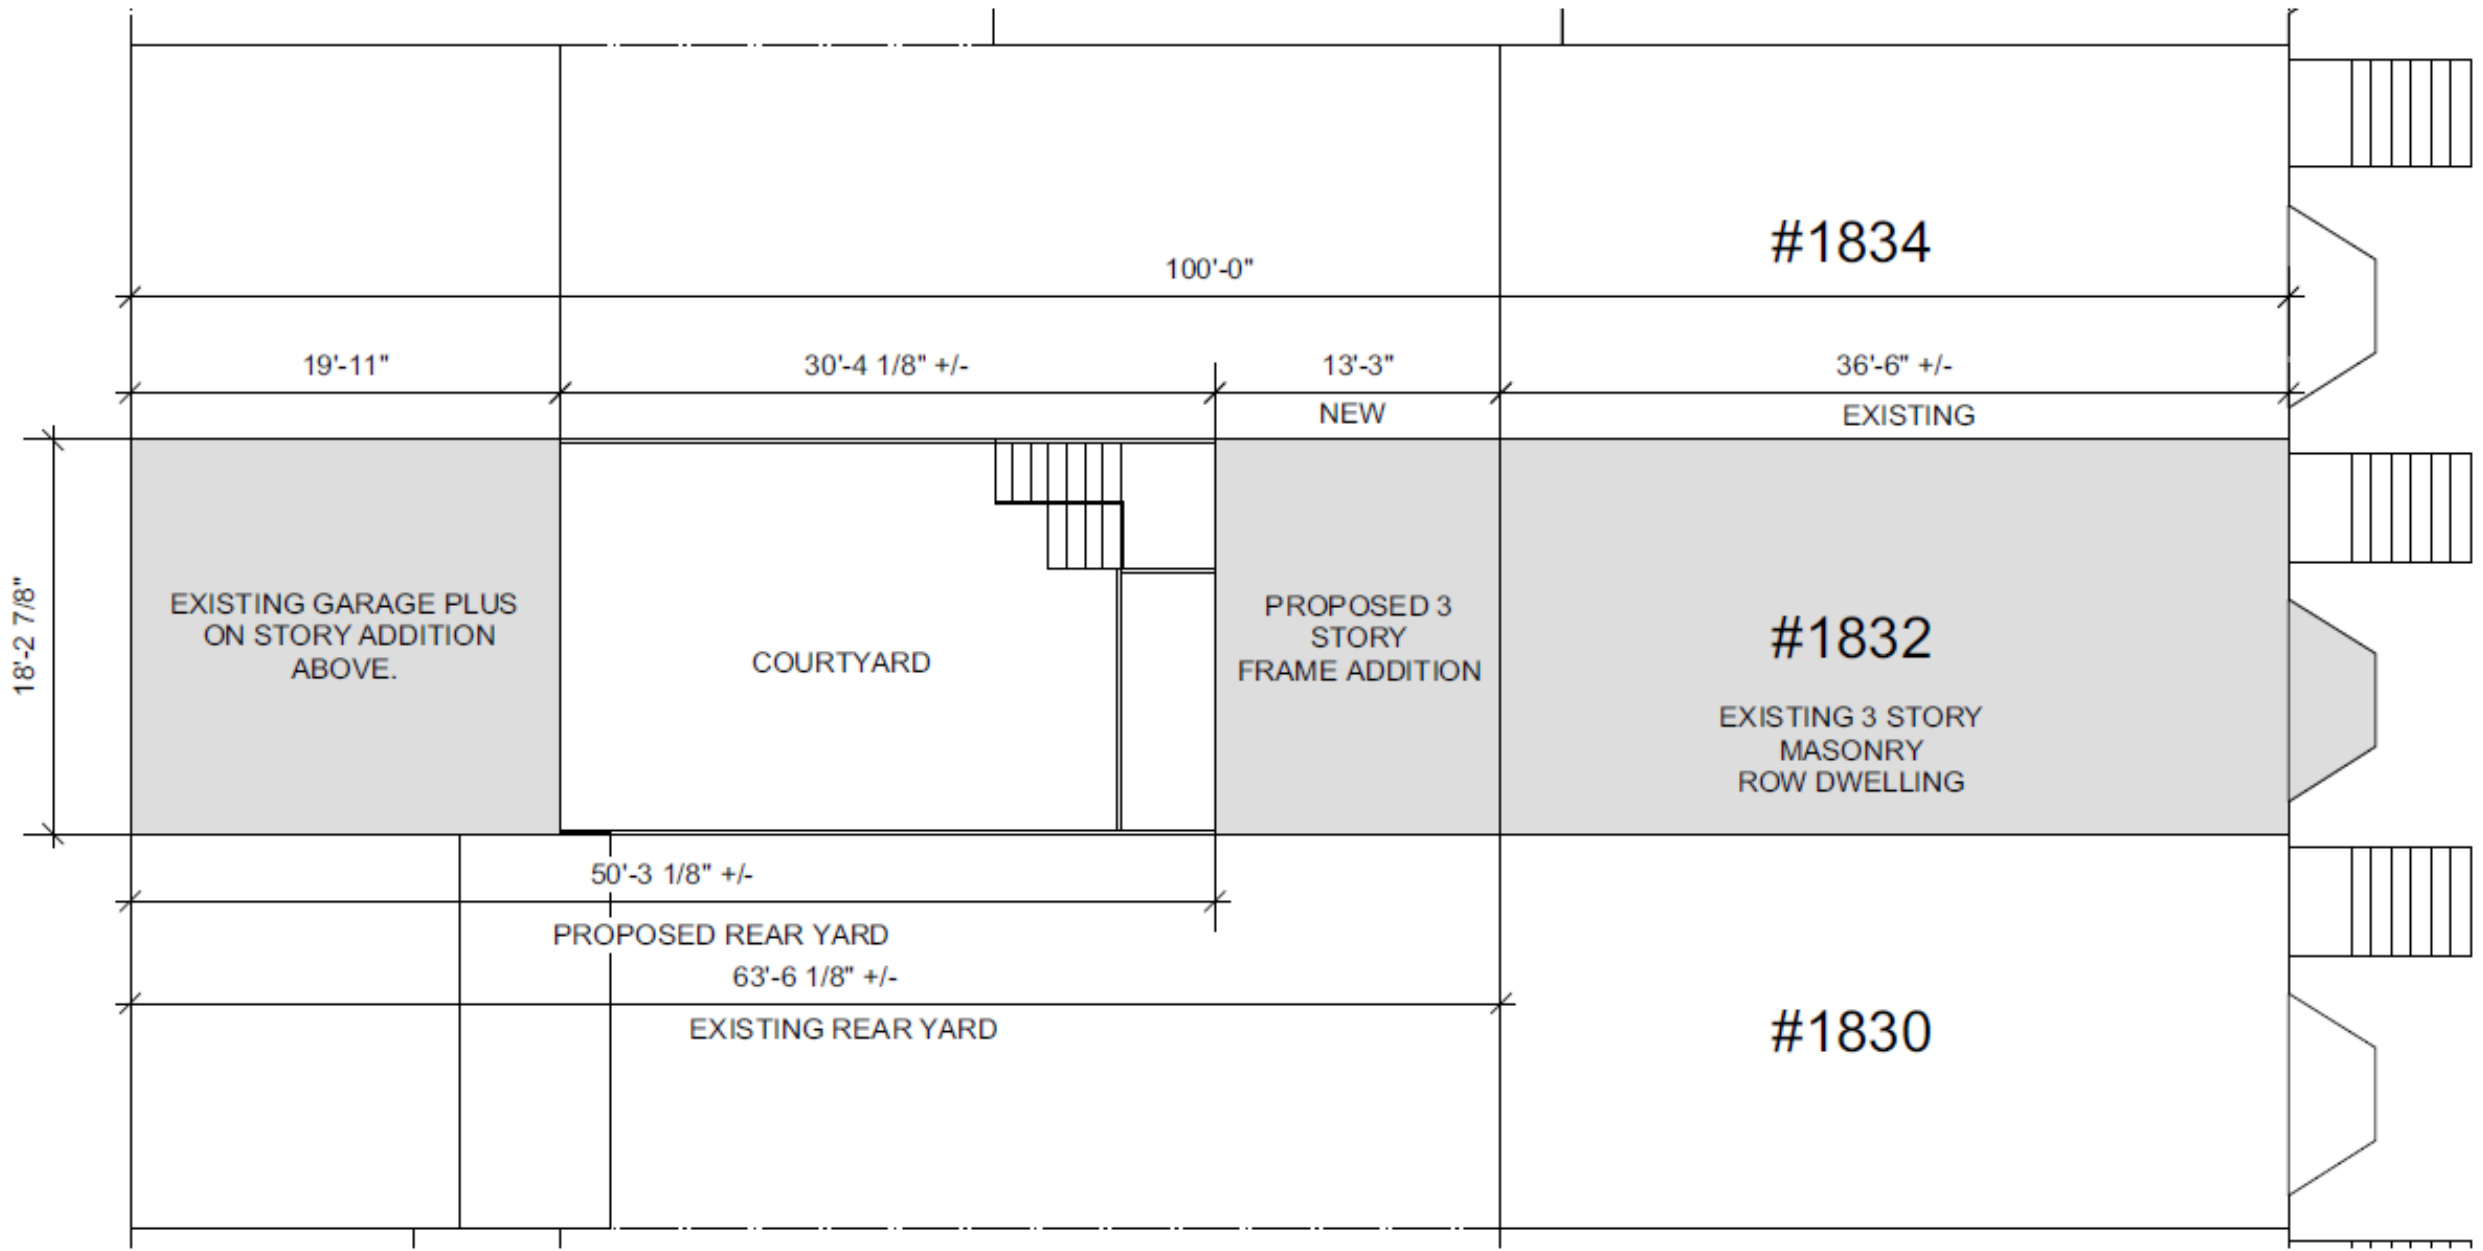 #1834
100'-0"
19'-11"
30'-4 1/8" +/-
13'-3"
36'-6" +/-
NEW
EXISTING
18'-2 7/8"
EXISTING GARAGE PLUS
ON STORY ADDITION
ABOVE.
COURTYARD
PROPOSED 3
STORY
FRAME ADDITION
#1832
EXISTING 3 STORY
MASONRY
ROW DWELLING
50'-3 1/8" +/-
PROPOSED REAR YARD
63'-6 1/8" +/-
EXISTING REAR YARD
#1830